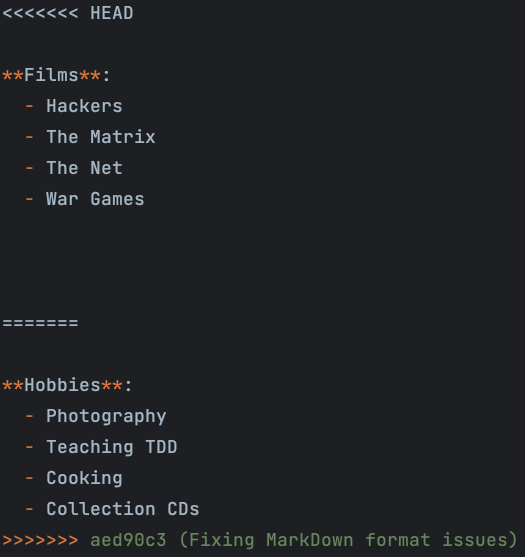 <<<<<<< HEAD
**Films**:
- Hackers
- The Matrix
- The Net
- War Games
=======
**Hobbies**:
- Photography
- Teaching TDD
- Cooking
- Collection CDs
>>>>>>> aed90c3 (Fixing MarkDown format issues)